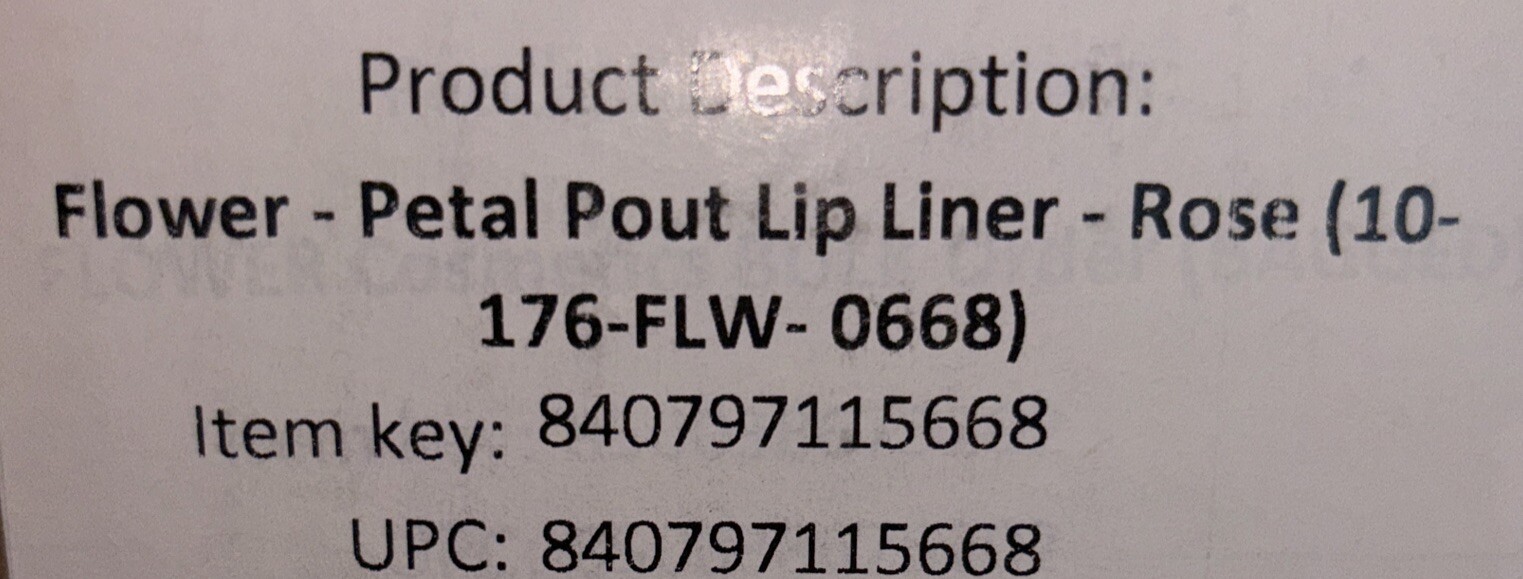 Product Description:
Flower - Petal Pout Lip Liner - Rose (10-
176-FLW- 0668)
Item key: 840797115668
UPC: 840797115668